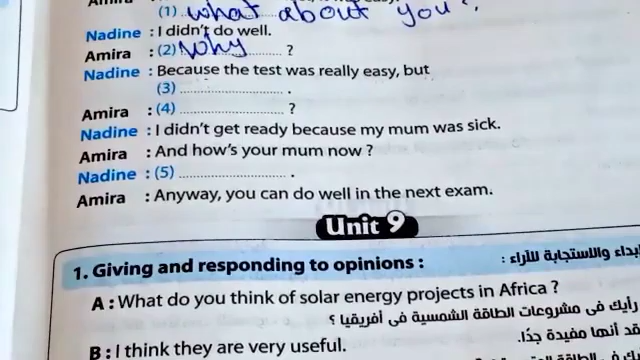 Amira
(1) what about you?
Nadine : I didn't do well.
Amira : (2) Why ?
Nadine : Because the test was really easy, but
(3) .................... .
Amira : (4) .................... ?
Nadine : I didn't get ready because my mum was sick.
Amira : And how's your mum now ?
Nadine : (5) .................... .
Amira : Anyway, you can do well in the next exam.
Unit 9
1. Giving and responding to opinions : إبداء والاستجابة للآراء :
A : What do you think of solar energy projects in Africa ?
رأيك فى مشروعات الطاقة الشمسية فى أفريقيا ؟
B : I think they are very useful.
أنها مفيدة جدًا.